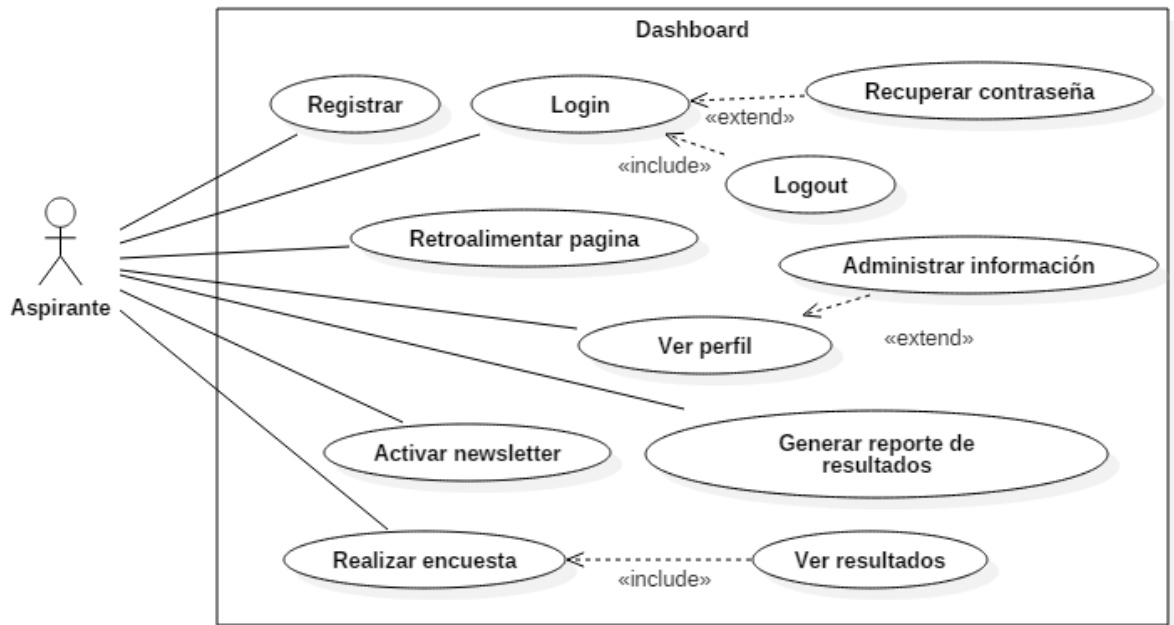 Dashboard
Registrar
Login
Recuperar contraseña
«extend»
«include»
Logout
Retroalimentar pagina
Administrar información
Aspirante
Ver perfil
«extend»
Activar newsletter
Generar reporte de
resultados
Realizar encuesta
«include»
Ver resultados